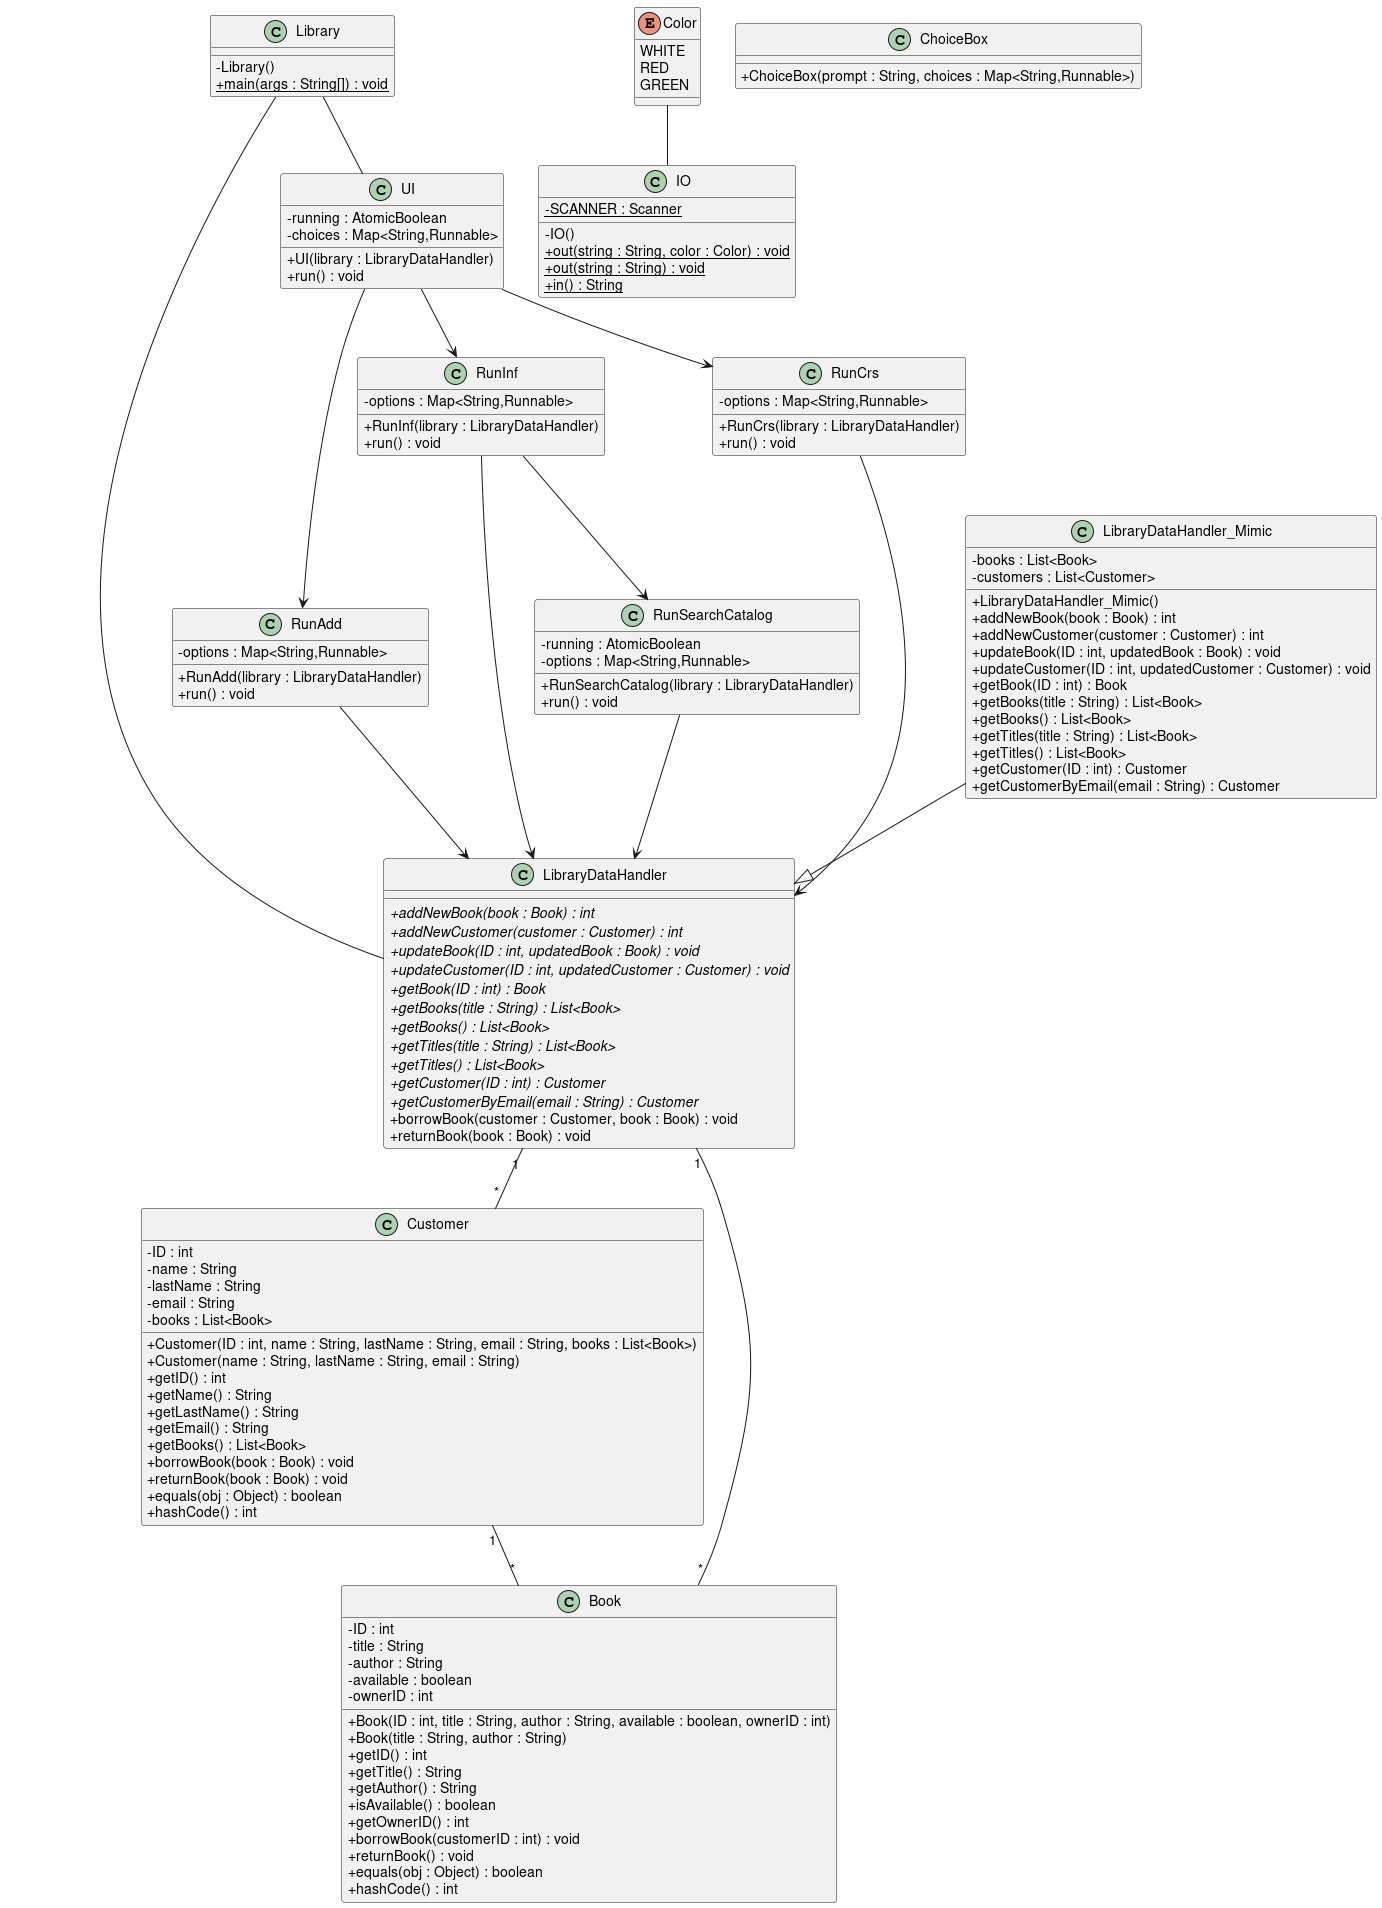 C Library
-Library()
+main(args : String[]) : void
E Color
WHITE
RED
GREEN
C ChoiceBox
+ChoiceBox(prompt : String, choices : Map<String,Runnable>)
C UI
-running : AtomicBoolean
-choices : Map<String,Runnable>
+UI(library : LibraryDataHandler)
+run() : void
C IO
-SCANNER : Scanner
-IO()
+out(string : String, color : Color) : void
+out(string : String) : void
+in() : String
C RunInf
-options : Map<String,Runnable>
+RunInf(library : LibraryDataHandler)
+run() : void
C RunCrs
-options : Map<String,Runnable>
+RunCrs(library : LibraryDataHandler)
+run() : void
C LibraryDataHandler_Mimic
-books : List<Book>
-customers : List<Customer>
+LibraryDataHandler_Mimic()
+addNewBook(book : Book) : int
+addNewCustomer(customer : Customer) : int
+updateBook(ID : int, updatedBook : Book) : void
+updateCustomer(ID : int, updatedCustomer : Customer) : void
+getBook(ID : int) : Book
+getBooks(title : String) : List<Book>
+getBooks() : List<Book>
+getTitles(title : String) : List<Book>
+getTitles() : List<Book>
+getCustomer(ID : int) : Customer
+getCustomerByEmail(email : String) : Customer
C RunAdd
-options : Map<String,Runnable>
+RunAdd(library : LibraryDataHandler)
+run() : void
C RunSearchCatalog
-running : AtomicBoolean
-options : Map<String,Runnable>
+RunSearchCatalog(library : LibraryDataHandler)
+run() : void
C LibraryDataHandler
+addNewBook(book : Book) : int
+addNewCustomer(customer : Customer) : int
+updateBook(ID : int, updatedBook : Book) : void
+updateCustomer(ID : int, updatedCustomer : Customer) : void
+getBook(ID : int) : Book
+getBooks(title : String) : List<Book>
+getBooks() : List<Book>
+getTitles(title : String) : List<Book>
+getTitles() : List<Book>
+getCustomer(ID : int) : Customer
+getCustomerByEmail(email : String) : Customer
+borrowBook(customer : Customer, book : Book) : void
+returnBook(book : Book) : void
1
1
*
C Customer
-ID : int
-name : String
-lastName : String
-email : String
-books : List<Book>
+Customer(ID : int, name : String, lastName : String, email : String, books : List<Book>)
+Customer(name : String, lastName : String, email : String)
+getID() : int
+getName() : String
+getLastName() : String
+getEmail() : String
+getBooks() : List<Book>
+borrowBook(book : Book) : void
+returnBook(book : Book) : void
+equals(obj : Object) : boolean
+hashCode() : int
1
*
*
C Book
-ID : int
-title : String
-author : String
-available : boolean
-ownerID : int
+Book(ID : int, title : String, author : String, available : boolean, ownerID : int)
+Book(title : String, author : String)
+getID() : int
+getTitle() : String
+getAuthor() : String
+isAvailable() : boolean
+getOwnerID() : int
+borrowBook(customerID : int) : void
+returnBook() : void
+equals(obj : Object) : boolean
+hashCode() : int